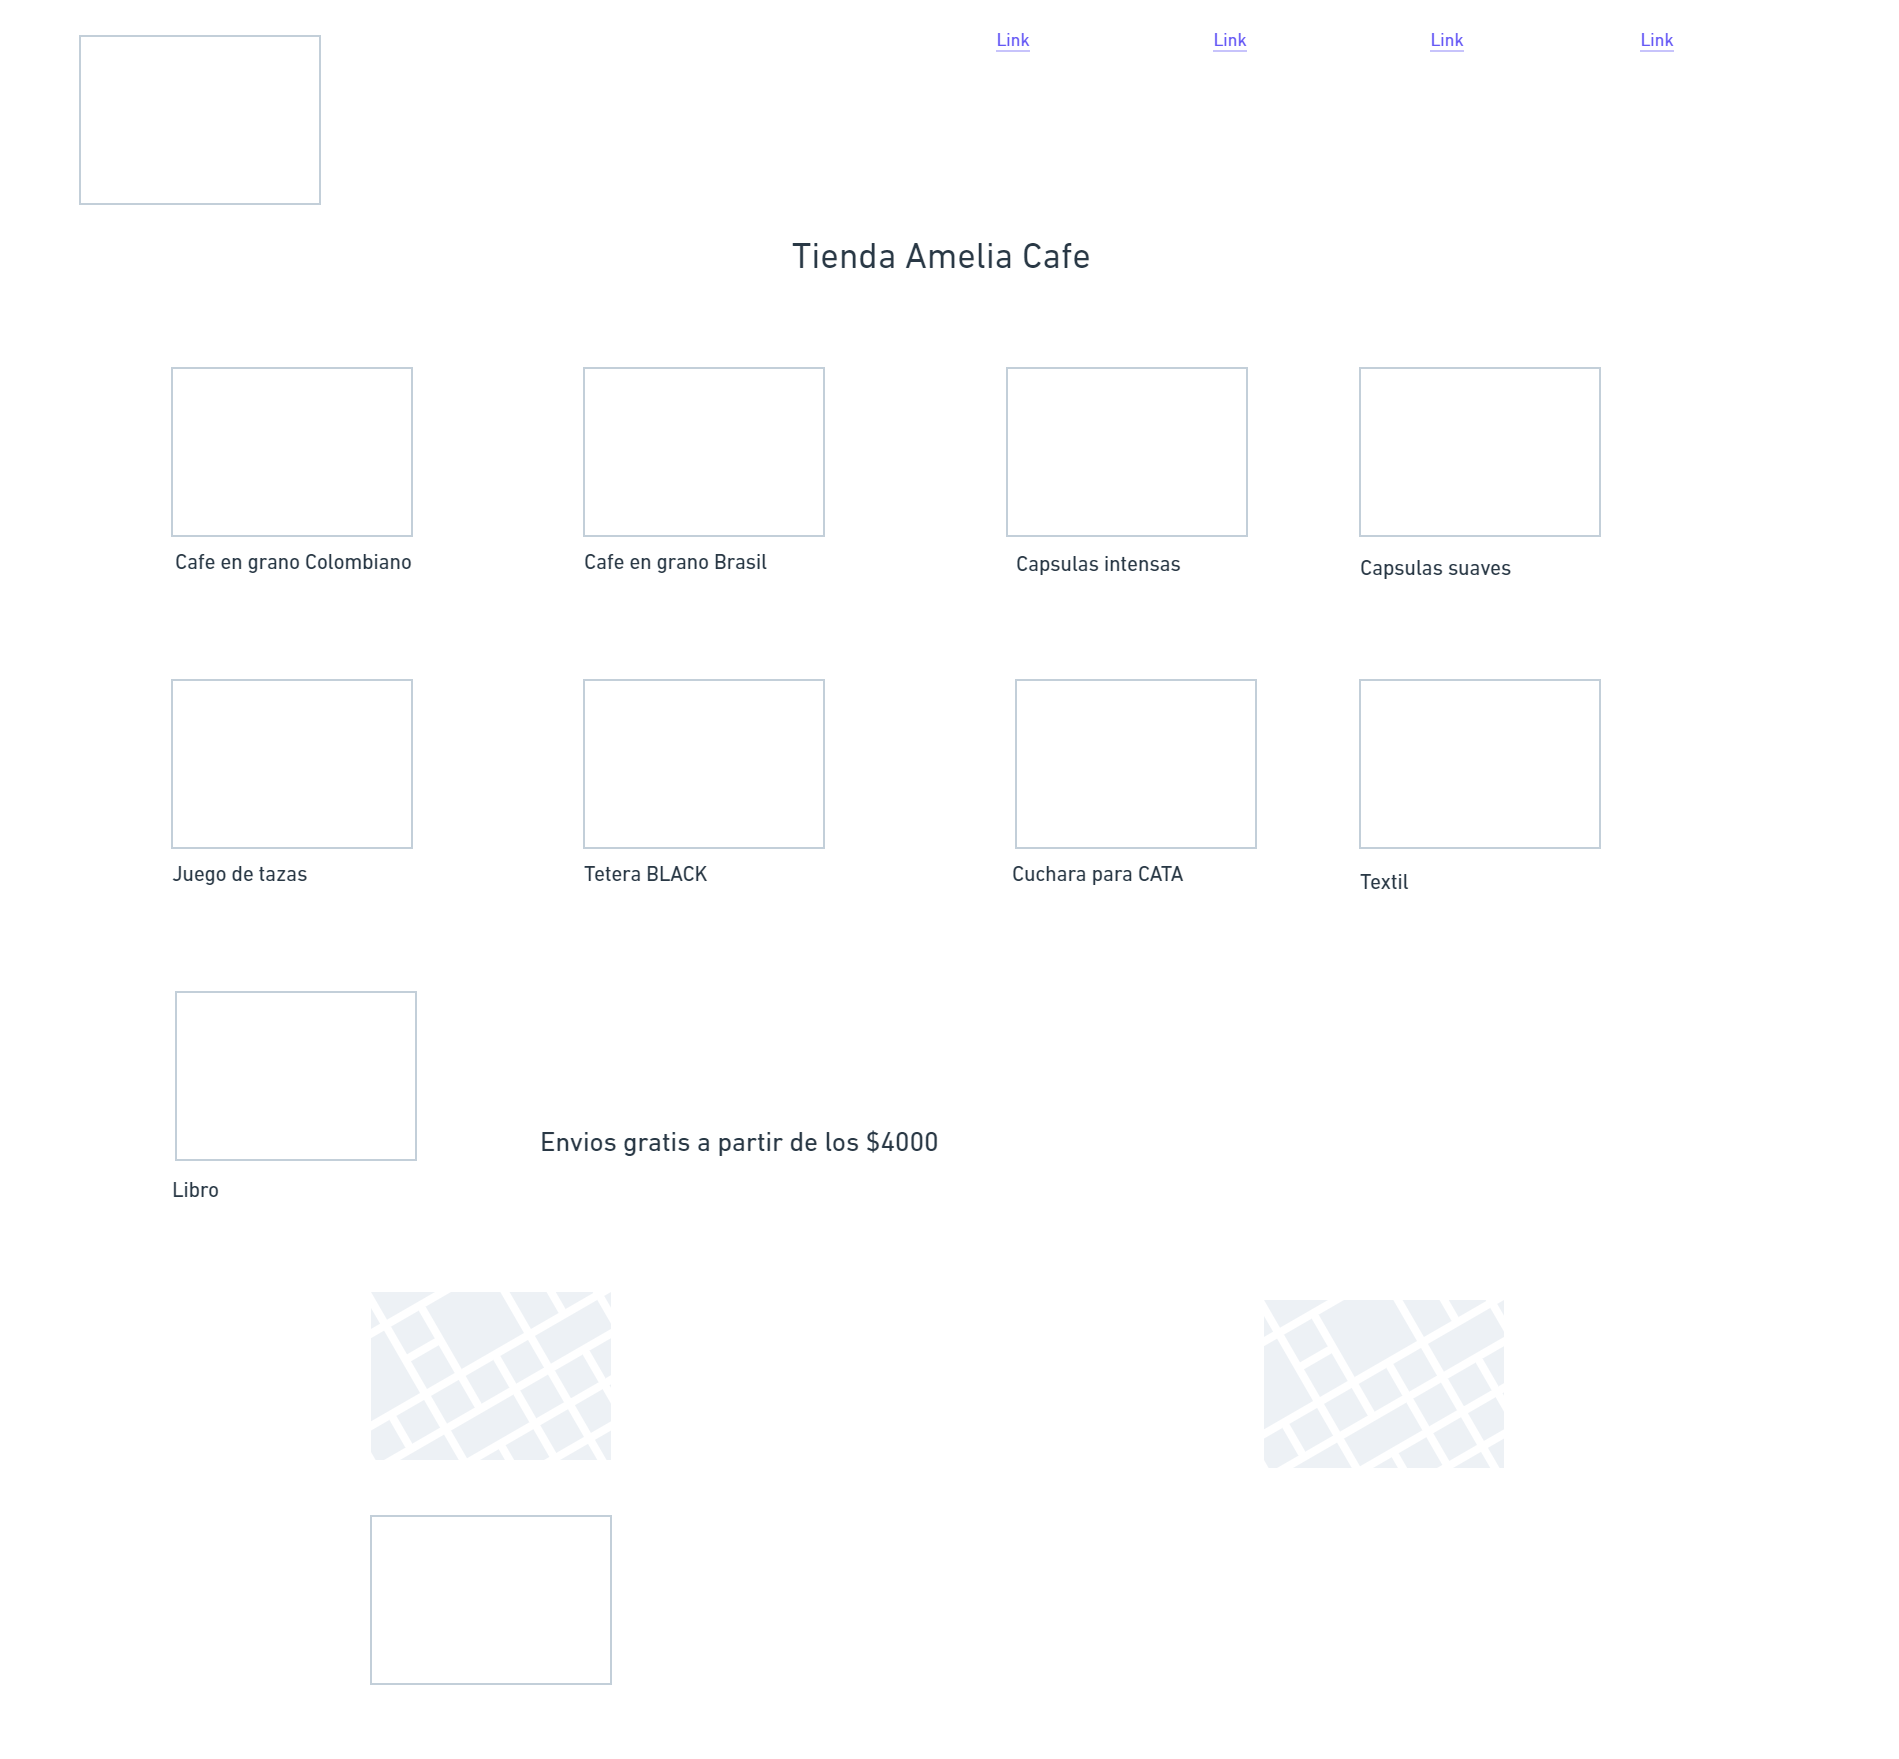 Link
Link
Link
Link
Tienda Amelia Cafe
Cafe en grano Colombiano
Cafe en grano Brasil
Capsulas intensas
Capsulas suaves
Juego de tazas
Tetera BLACK
Cuchara para CATA
Textil
Envios gratis a partir de los $4000
Libro